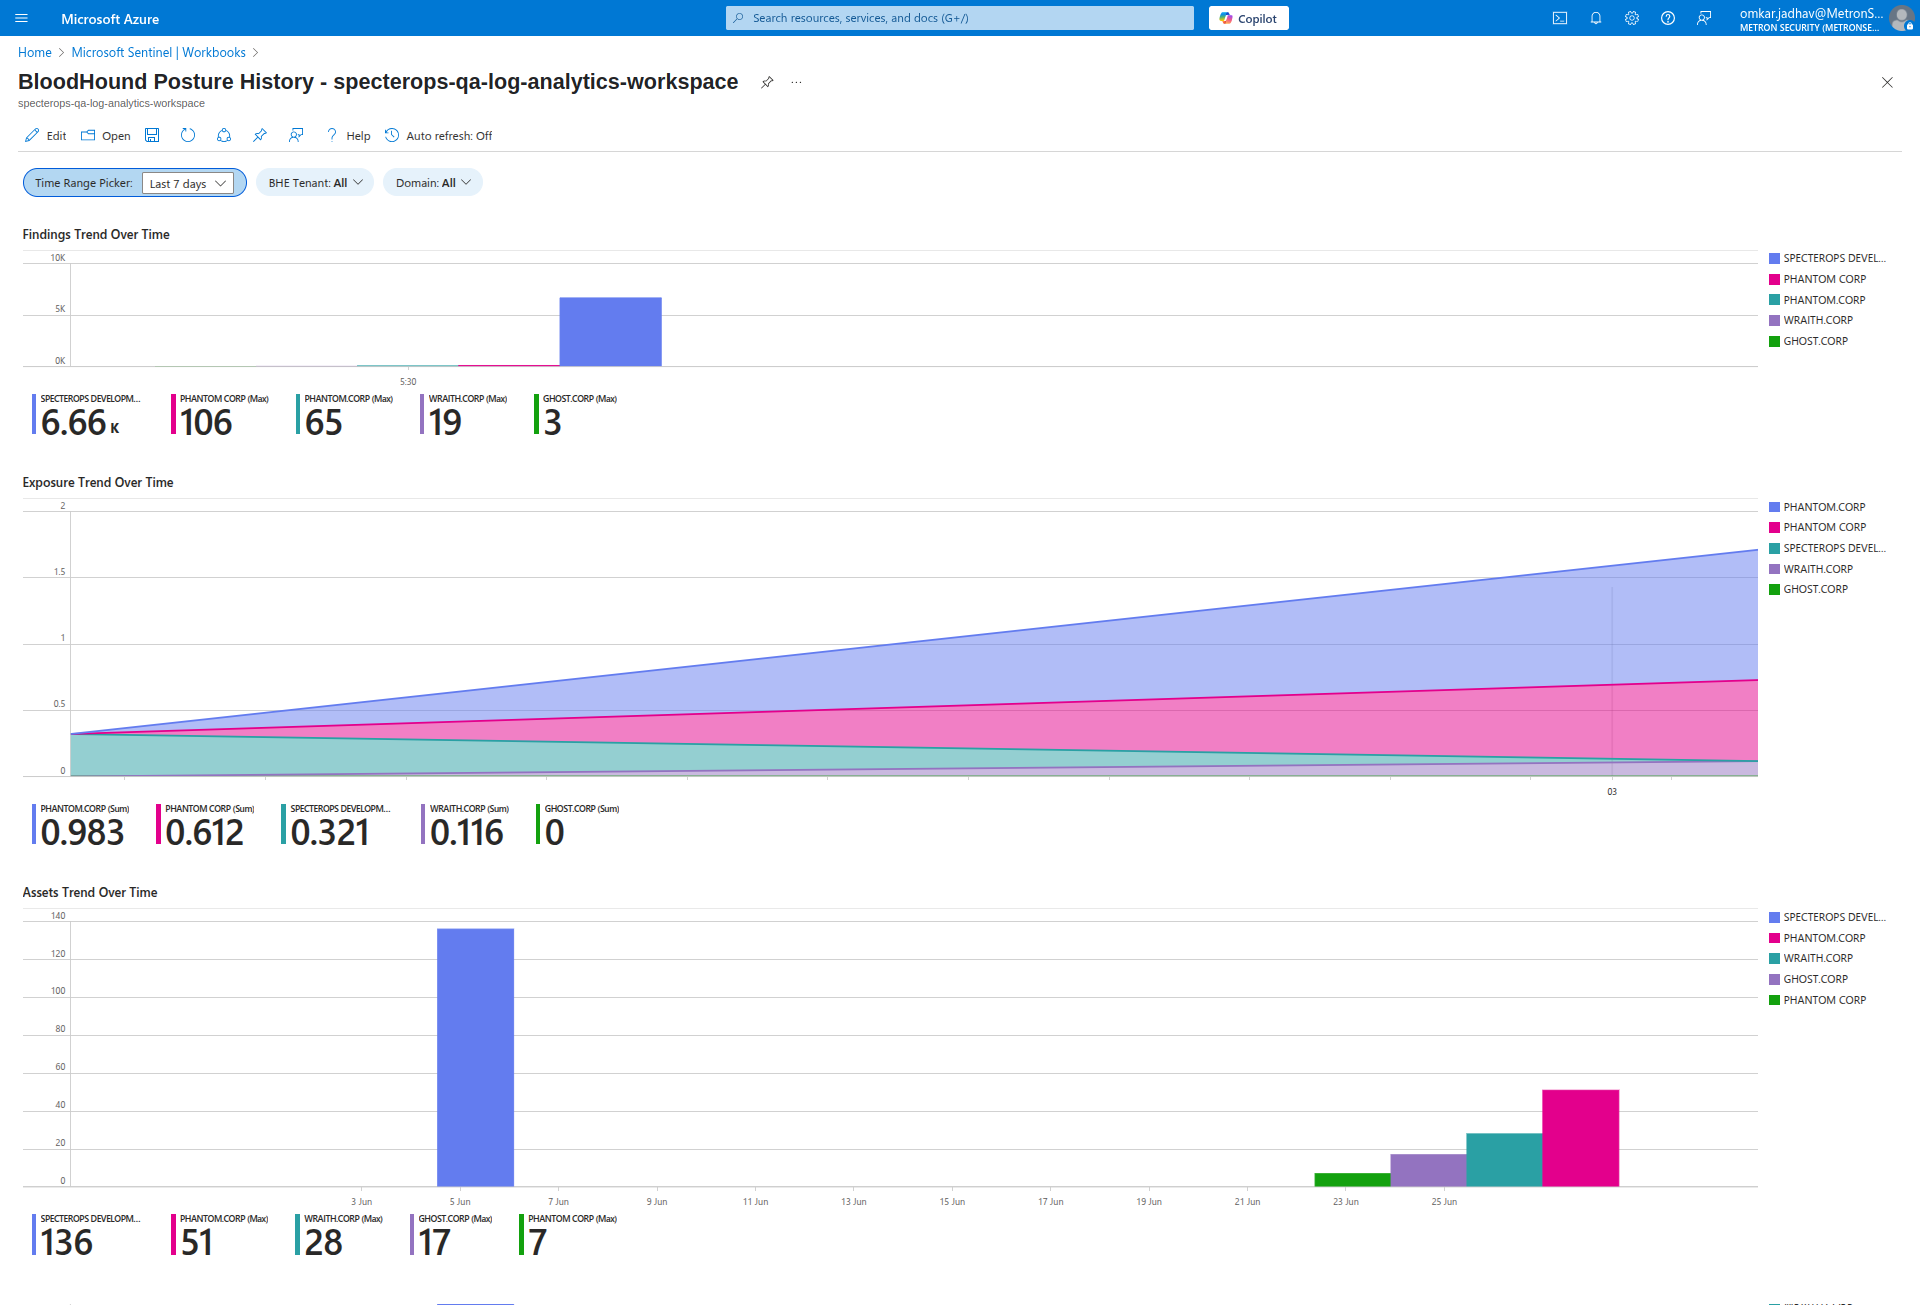 Microsoft Azure
Search resources, services, and docs (G+/)
Copilot
omkar.jadhav@MetronS...
METRON SECURITY (METRONSE...
Home > Microsoft Sentinel | Workbooks >
BloodHound Posture History - specterops-qa-log-analytics-workspace
specterops-qa-log-analytics-workspace
Edit Open Help Auto refresh: Off
Time Range Picker: Last 7 days BHE Tenant: All Domain: All
Findings Trend Over Time
10K
5K
0K
5:30
SPECTEROPS DEVEL...
PHANTOM CORP
PHANTOM.CORP
WRAITH.CORP
GHOST.CORP
SPECTEROPS DEVELOPM... PHANTOM CORP (Max) PHANTOM.CORP (Max) WRAITH.CORP (Max) GHOST.CORP (Max)
6.66 K 106 65 19 3
Exposure Trend Over Time
2
1.5
1
0.5
0
03
PHANTOM.CORP
PHANTOM CORP
SPECTEROPS DEVEL...
WRAITH.CORP
GHOST.CORP
PHANTOM.CORP (Sum) PHANTOM CORP (Sum) SPECTEROPS DEVELOPM... WRAITH.CORP (Sum) GHOST.CORP (Sum)
0.983 0.612 0.321 0.116 0
Assets Trend Over Time
140
120
100
80
60
40
20
0
3 Jun 5 Jun 7 Jun 9 Jun 11 Jun 13 Jun 15 Jun 17 Jun 19 Jun 21 Jun 23 Jun 25 Jun
SPECTEROPS DEVEL...
PHANTOM.CORP
WRAITH.CORP
GHOST.CORP
PHANTOM CORP
SPECTEROPS DEVELOPM... PHANTOM.CORP (Max) WRAITH.CORP (Max) GHOST.CORP (Max) PHANTOM CORP (Max)
136 51 28 17 7